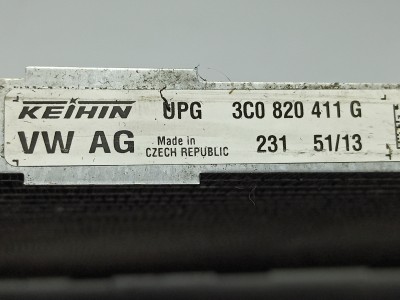 KEIHIN UPG 3C0 820 411 G
VW AG Made in CZECH REPUBLIC 231 51/13